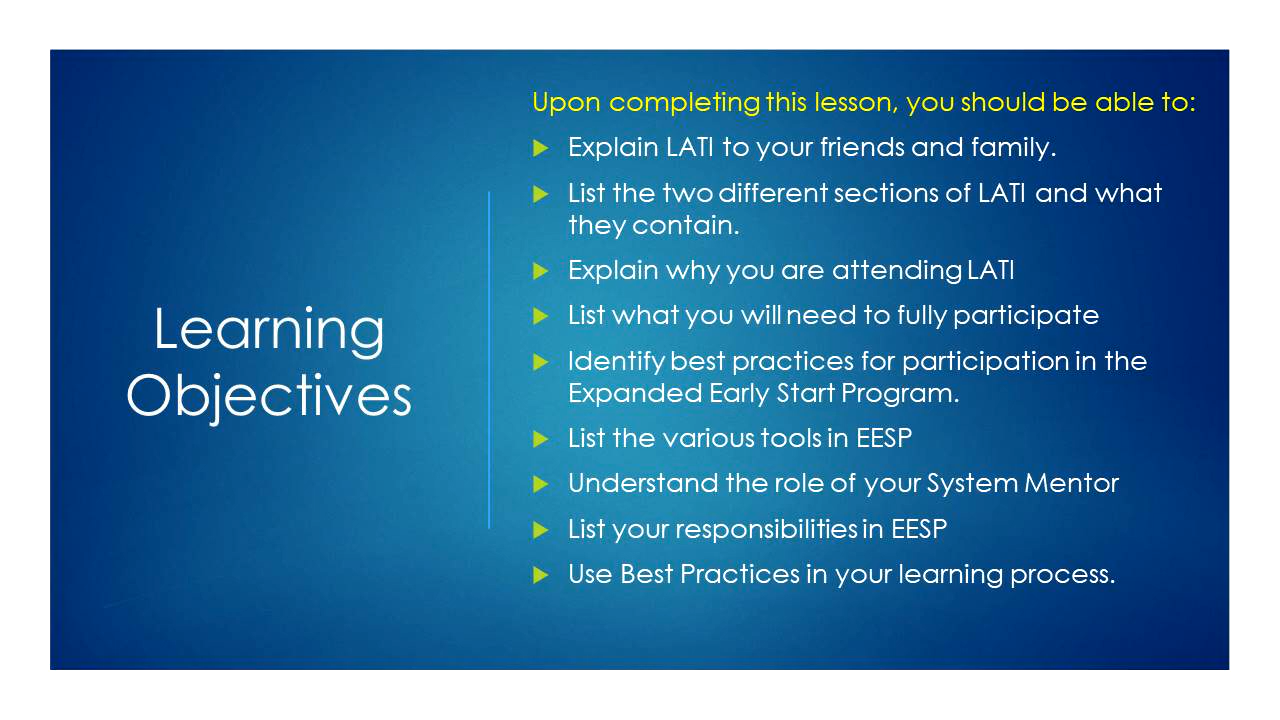 Learning
Objectives
Upon completing this lesson, you should be able to:
Explain LATI to your friends and family.
List the two different sections of LATI and what
they contain.
Explain why you are attending LATI
List what you will need to fully participate
Identify best practices for participation in the
Expanded Early Start Program.
List the various tools in EESP
Understand the role of your System Mentor
List your responsibilities in EESP
Use Best Practices in your learning process.